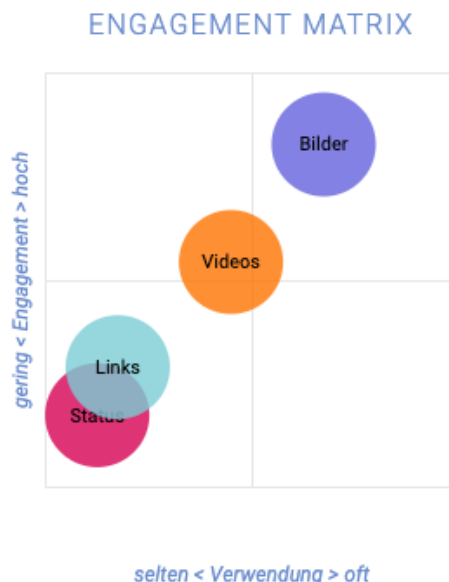 ENGAGEMENT MATRIX
Bilder
Videos
Links
Status
gering < Engagement > hoch
selten < Verwendung > oft